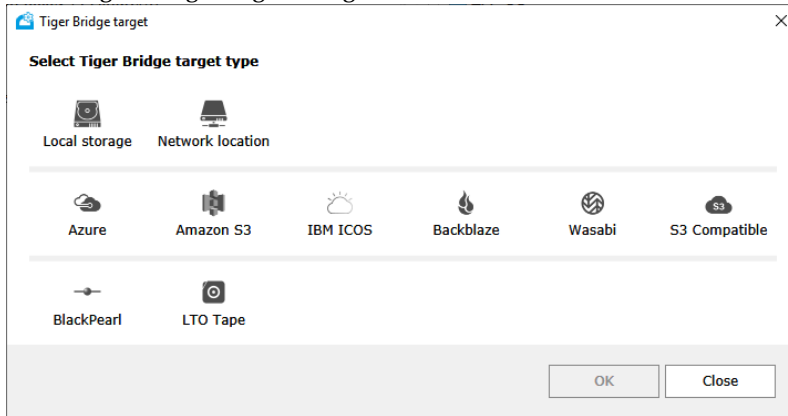 Tiger Bridge target
Select Tiger Bridge target type
Local storage Network location
Azure Amazon S3 IBM ICOS Backblaze Wasabi S3 S3 Compatible
BlackPearl LTO Tape
OK Close